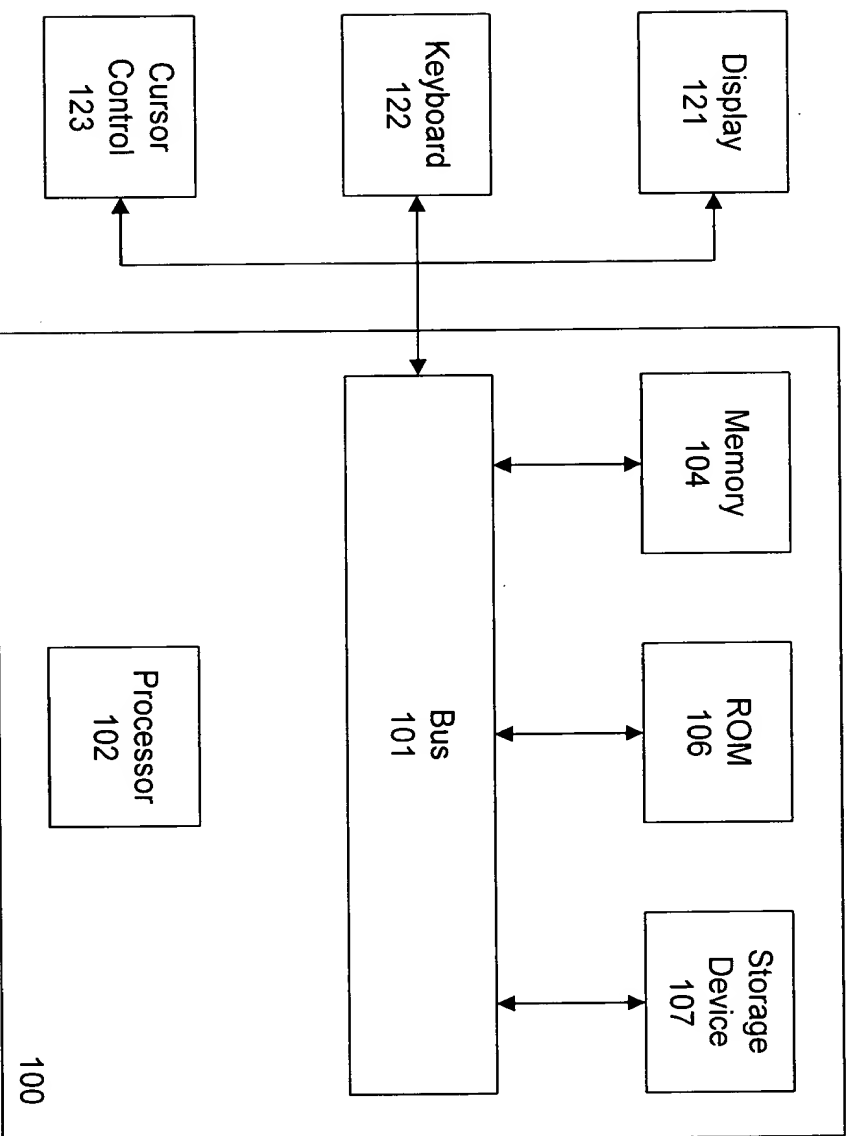 Display
121
Memory
104
ROM
106
Storage
Device
107
Keyboard
122
Bus
101
Cursor
Control
123
Processor
102
100